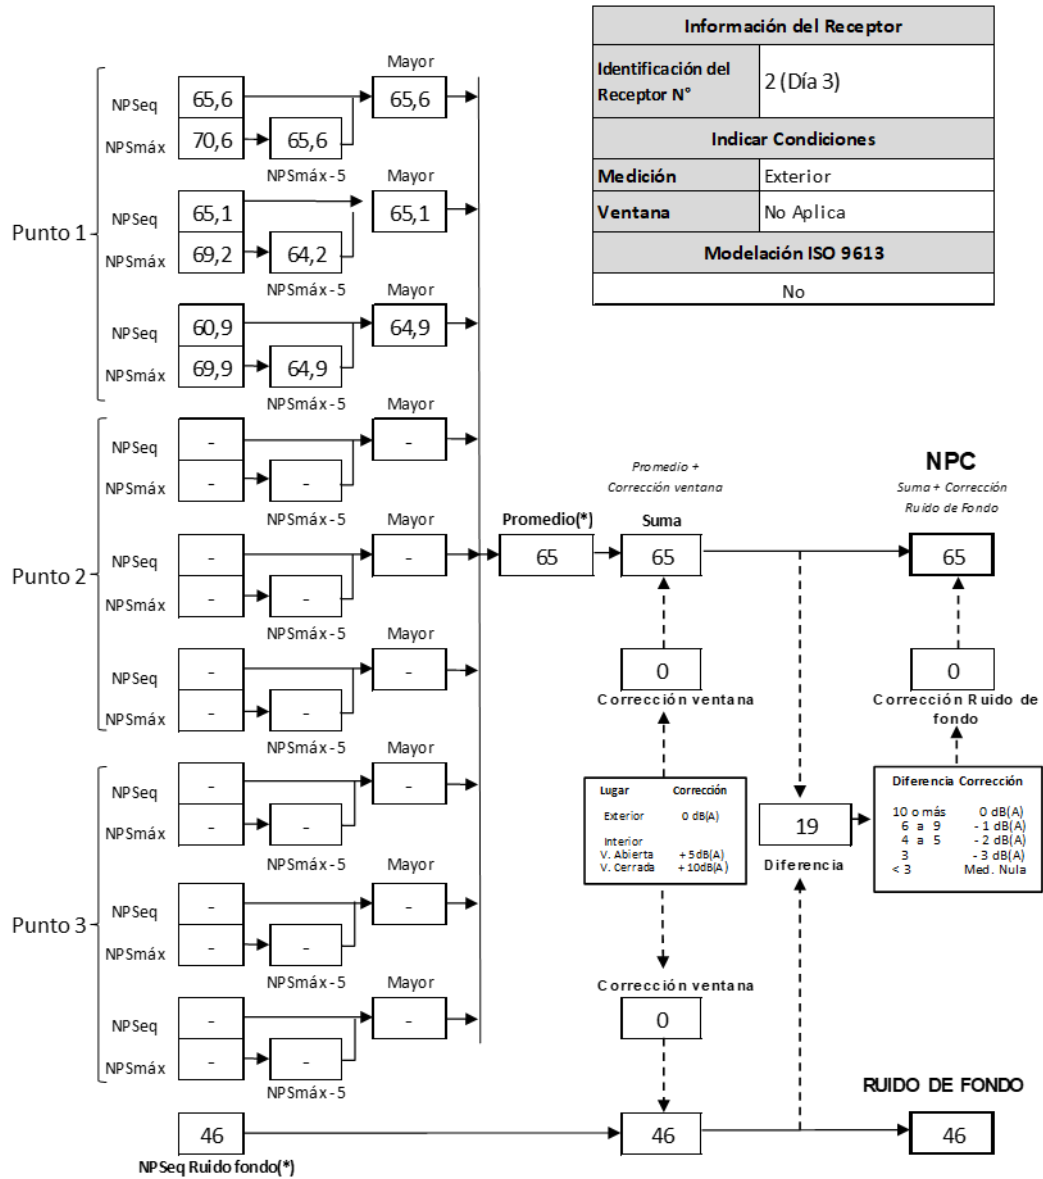 Información del Receptor
Identificación del Receptor N°
2 (Día 3)
Indicar Condiciones
Medición
Exterior
Ventana
No Aplica
Modelación ISO 9613
No
Punto 1
Mayor
NPSeq
65,6
65,6
NPSmáx
70,6
65,6
NPSmáx-5
Mayor
NPSeq
65,1
65,1
NPSmáx
69,2
64,2
NPSmáx-5
Mayor
NPSeq
60,9
64,9
NPSmáx
69,9
64,9
NPSmáx-5
Punto 2
Mayor
NPSeq
-
-
NPSmáx
-
-
NPSmáx-5
Mayor
NPSeq
-
-
NPSmáx
-
-
NPSmáx-5
Mayor
NPSeq
-
-
NPSmáx
-
-
NPSmáx-5
Punto 3
Mayor
NPSeq
-
-
NPSmáx
-
-
NPSmáx-5
Mayor
NPSeq
-
-
NPSmáx
-
-
NPSmáx-5
Mayor
NPSeq
-
-
NPSmáx
-
-
NPSmáx-5
46
NPSeq Ruido fondo(*)
Promedio(*)
65
Promedio +
Corrección ventana
Suma
65
0
Corrección ventana
Lugar Corrección
Exterior 0 dB(A)
Interior
V. Abierta +5dB(A)
V. Cerrada +10dB(A)
Corrección ventana
0
46
19
Diferencia
NPC
Suma + Corrección
Ruido de Fondo
65
0
Corrección Ruido de
fondo
Diferencia Corrección
10 o más 0 dB(A)
6 a 9 -1 dB(A)
4 a 5 -2 dB(A)
3 -3 dB(A)
< 3 Med. Nula
RUIDO DE FONDO
46